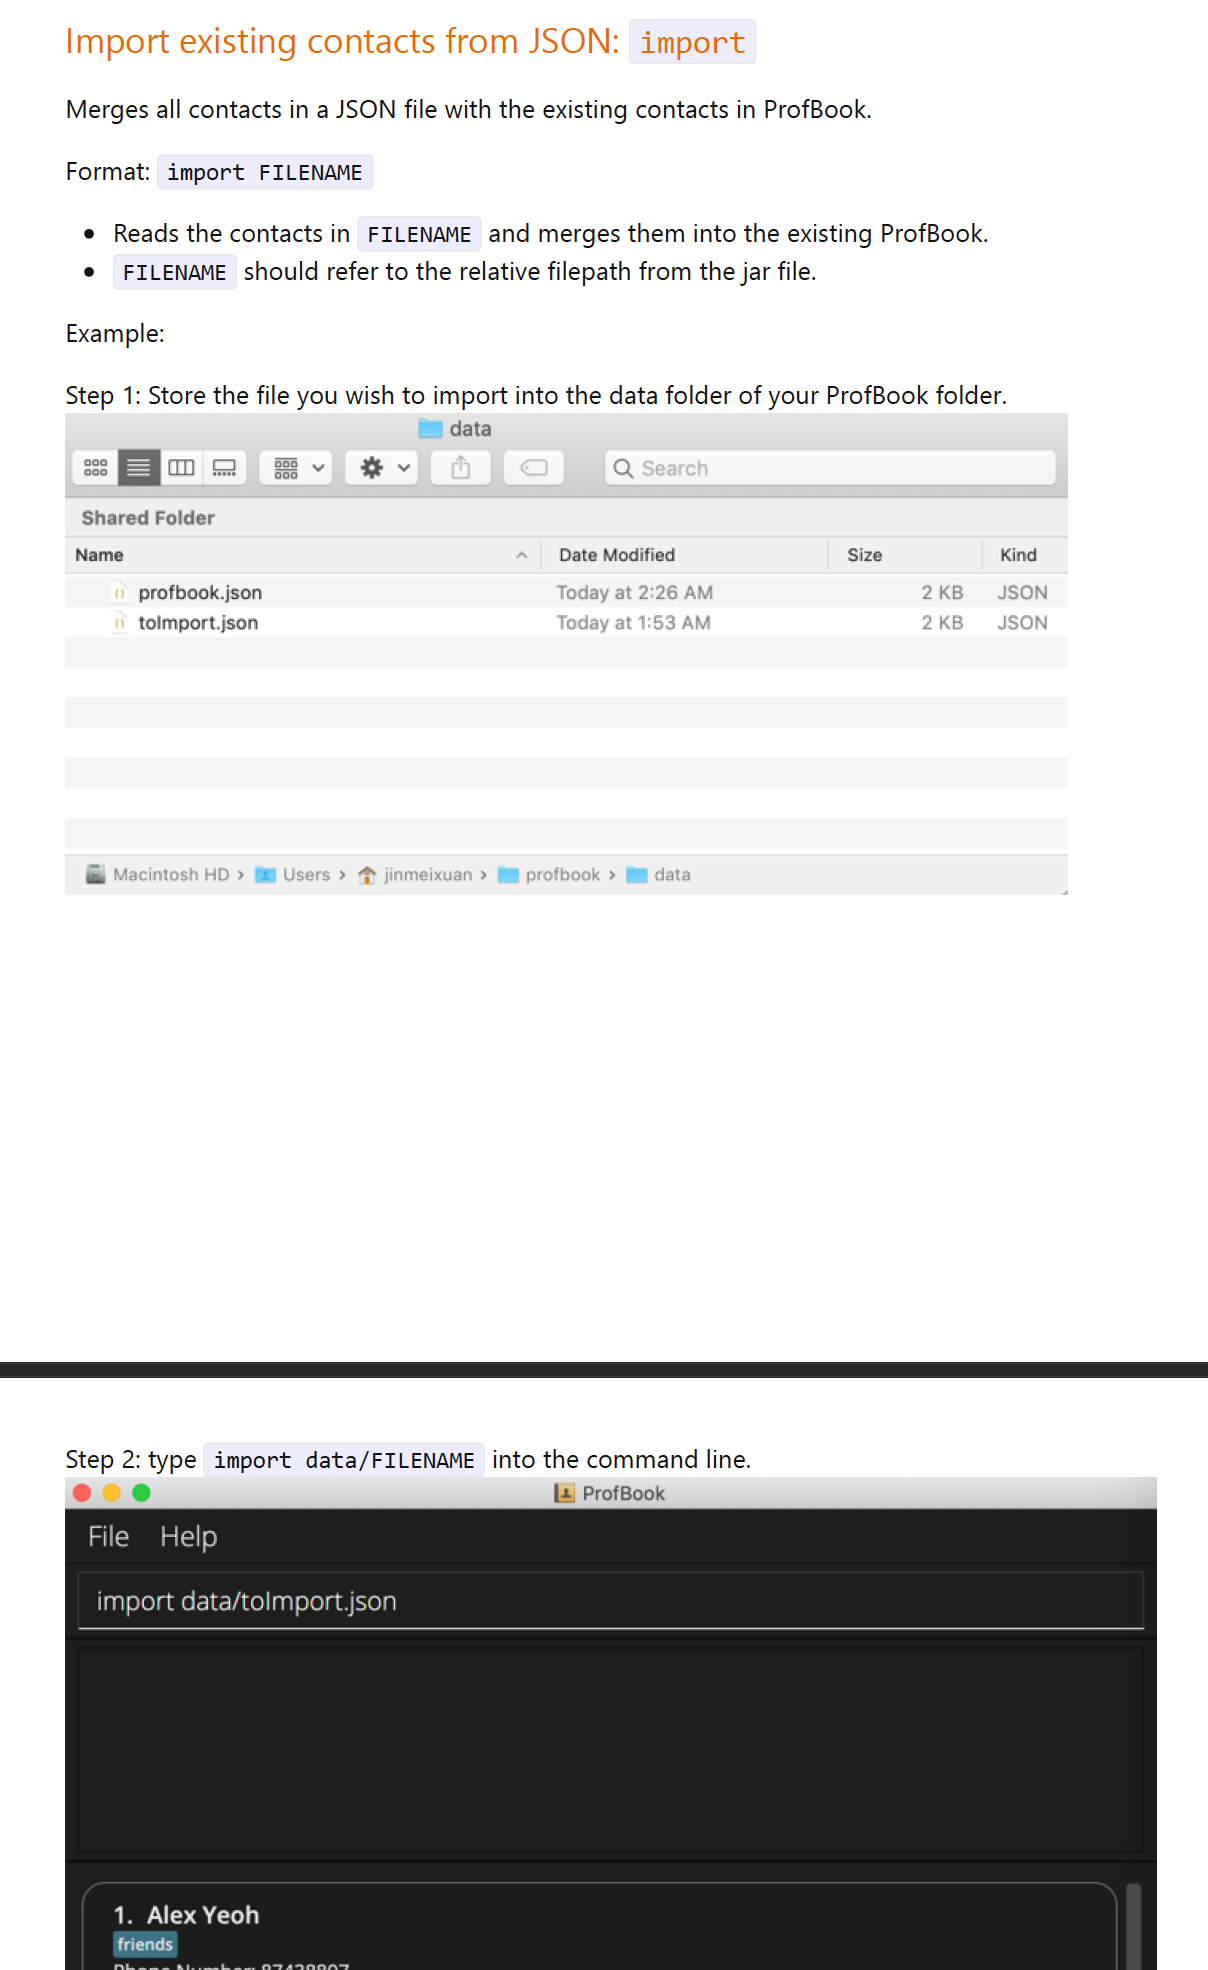 Import existing contacts from JSON: import
Merges all contacts in a JSON file with the existing contacts in ProfBook.
Format: import FILENAME
• Reads the contacts in FILENAME and merges them into the existing ProfBook.
• FILENAME should refer to the relative filepath from the jar file.
Example:
Step 1: Store the file you wish to import into the data folder of your ProfBook folder.
data
Search
Shared Folder
Name Date Modified Size Kind
profbook.json Today at 2:26 AM 2 KB JSON
toImport.json Today at 1:53 AM 2 KB JSON
Macintosh HD › Users › jinmeixuan › profbook › data
Step 2: type import data/FILENAME into the command line.
ProfBook
File Help
import data/toImport.json
1. Alex Yeoh
friends
Phone Number: 87438807